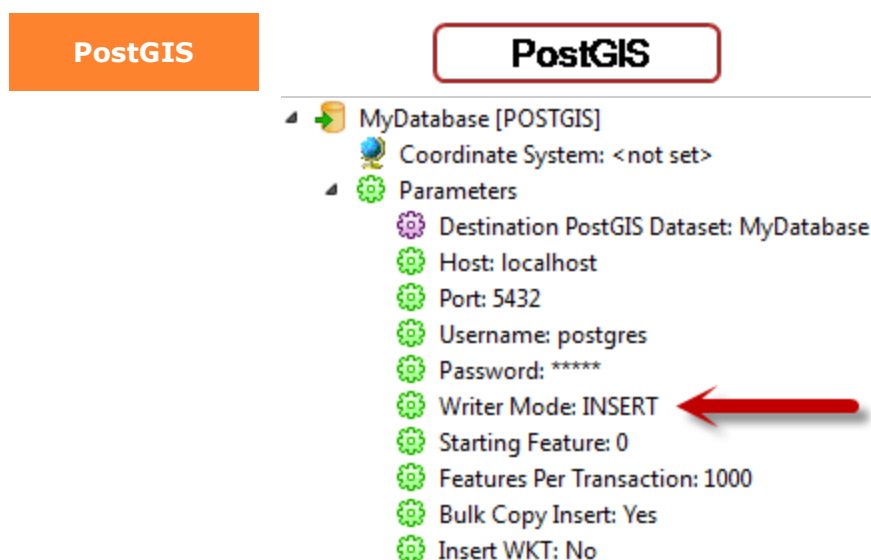 PostGIS
PostGIS
MyDatabase [POSTGIS]
Coordinate System: <not set>
Parameters
Destination PostGIS Dataset: MyDatabase
Host: localhost
Port: 5432
Username: postgres
Password: *****
Writer Mode: INSERT
Starting Feature: 0
Features Per Transaction: 1000
Bulk Copy Insert: Yes
Insert WKT: No